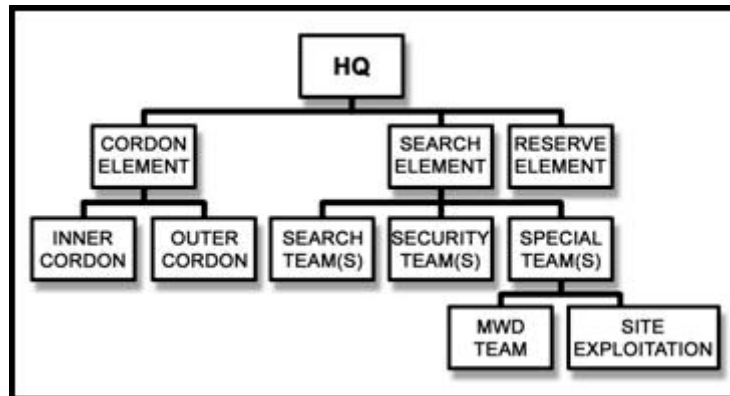 HQ
CORDON
ELEMENT
SEARCH
ELEMENT
RESERVE
ELEMENT
INNER
CORDON
OUTER
CORDON
SEARCH
TEAM(S)
SECURITY
TEAM(S)
SPECIAL
TEAM(S)
MWD
TEAM
SITE
EXPLOITATION